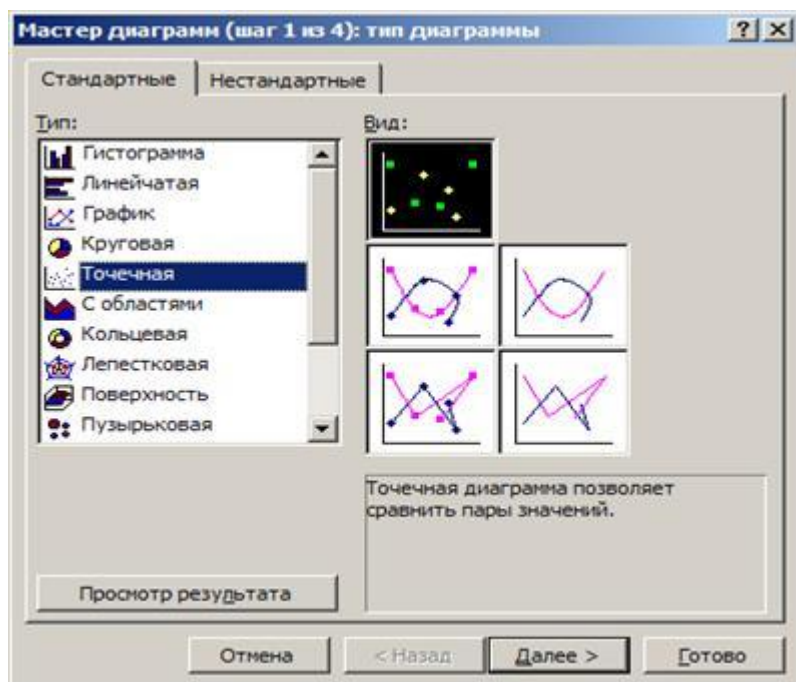 Мастер диаграмм (шаг 1 из 4): тип диаграммы
Стандартные
Нестандартные
Тип:
Гистограмма
Линейчатая
График
Круговая
Точечная
С областями
Кольцевая
Лепестковая
Поверхность
Пузырьковая
Вид:
Точечная диаграмма позволяет
сравнить пары значений.
Просмотр результата
Отмена
< Назад
Далее >
Готово